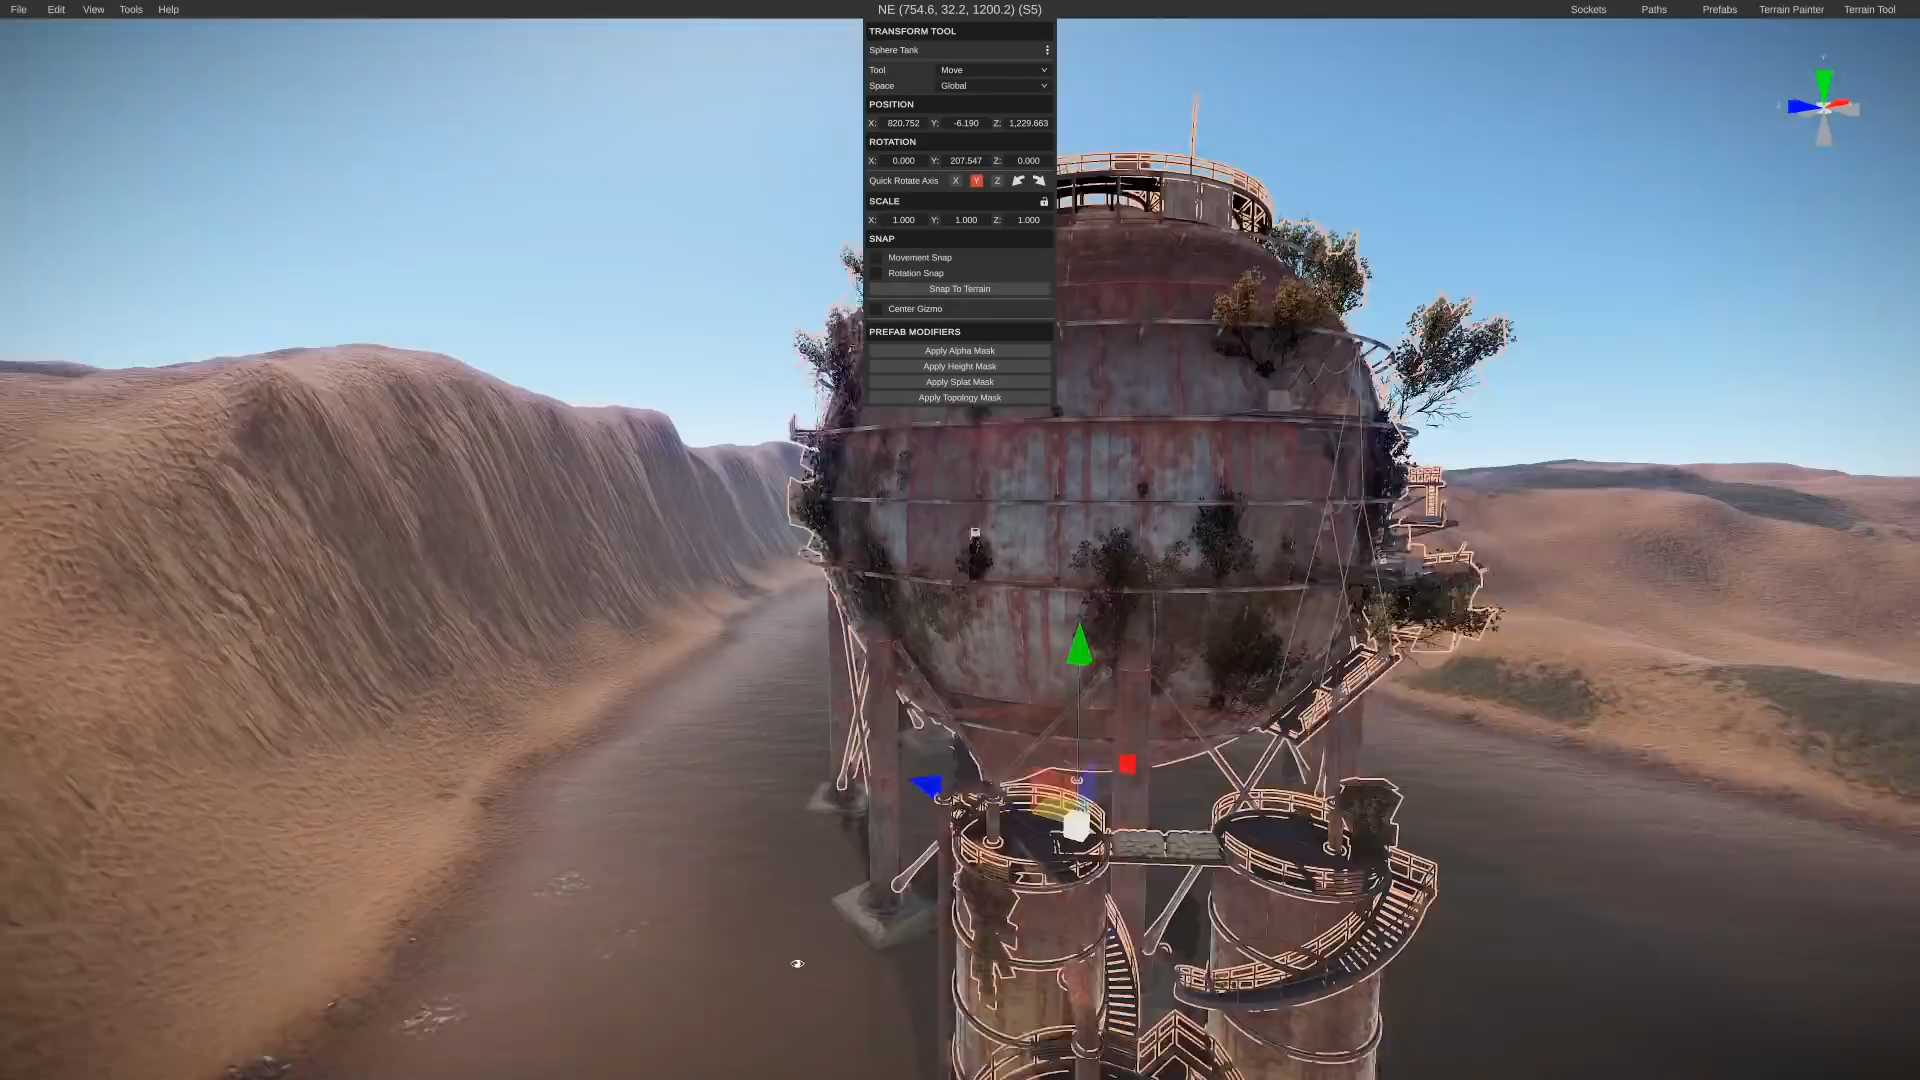 File Edit View Tools Help NE (754.6, 32.2, 1200.2) (S5) Sockets Paths Prefabs Terrain Painter Terrain Tool
TRANSFORM TOOL
Sphere Tank
Tool Move
Space Global
POSITION
X: 820.752 Y: -6.190 Z: 1,229.663
ROTATION
X: 0.000 Y: 207.547 Z: 0.000
Quick Rotate Axis X Y Z
SCALE
X: 1.000 Y: 1.000 Z: 1.000
SNAP
Movement Snap
Rotation Snap
Snap To Terrain
Center Gizmo
PREFAB MODIFIERS
Apply Alpha Mask
Apply Height Mask
Apply Splat Mask
Apply Topology Mask
Y